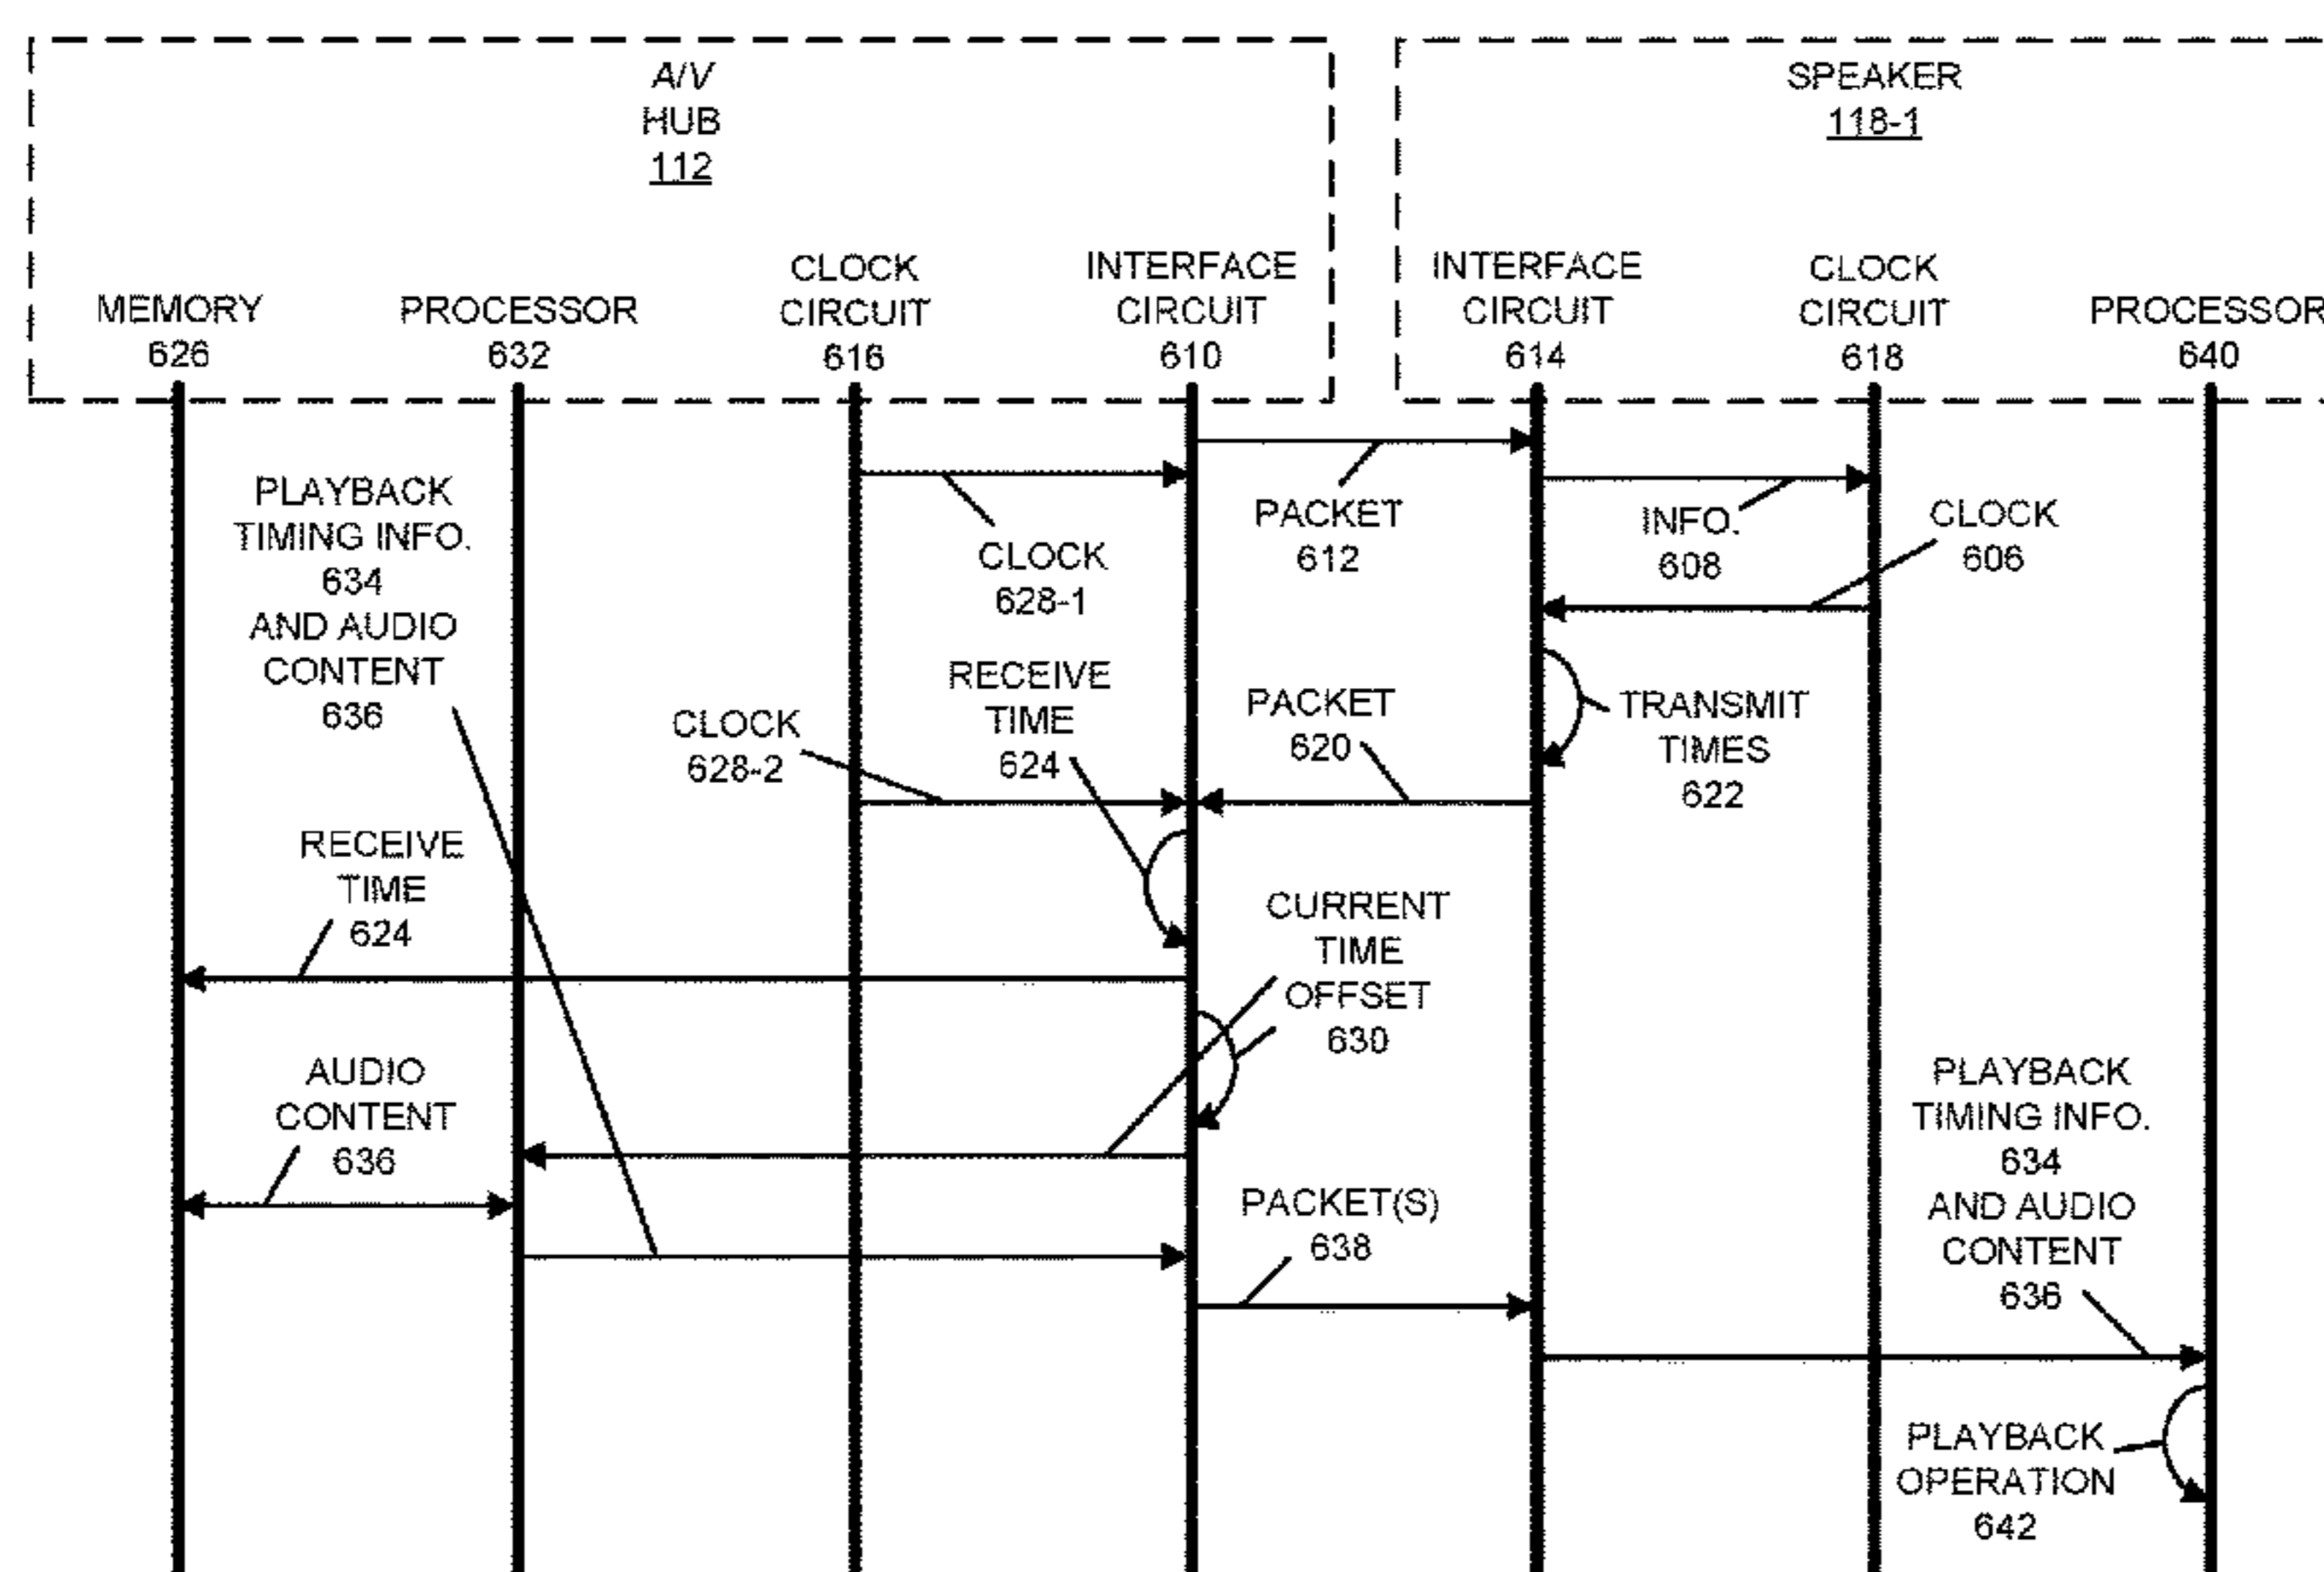 A/V
HUB
112
SPEAKER
118-1
MEMORY
626
PROCESSOR
632
CLOCK
CIRCUIT
616
INTERFACE
CIRCUIT
610
INTERFACE
CIRCUIT
614
CLOCK
CIRCUIT
618
PROCESSOR
640
PLAYBACK
TIMING INFO.
634
AND AUDIO
CONTENT
636
CLOCK
628-1
PACKET
612
INFO.
608
CLOCK
606
RECEIVE
TIME
624
CLOCK
628-2
PACKET
620
TRANSMIT
TIMES
622
RECEIVE
TIME
624
CURRENT
TIME
OFFSET
630
AUDIO
CONTENT
636
PACKET(S)
638
PLAYBACK
TIMING INFO.
634
AND AUDIO
CONTENT
636
PLAYBACK
OPERATION
642